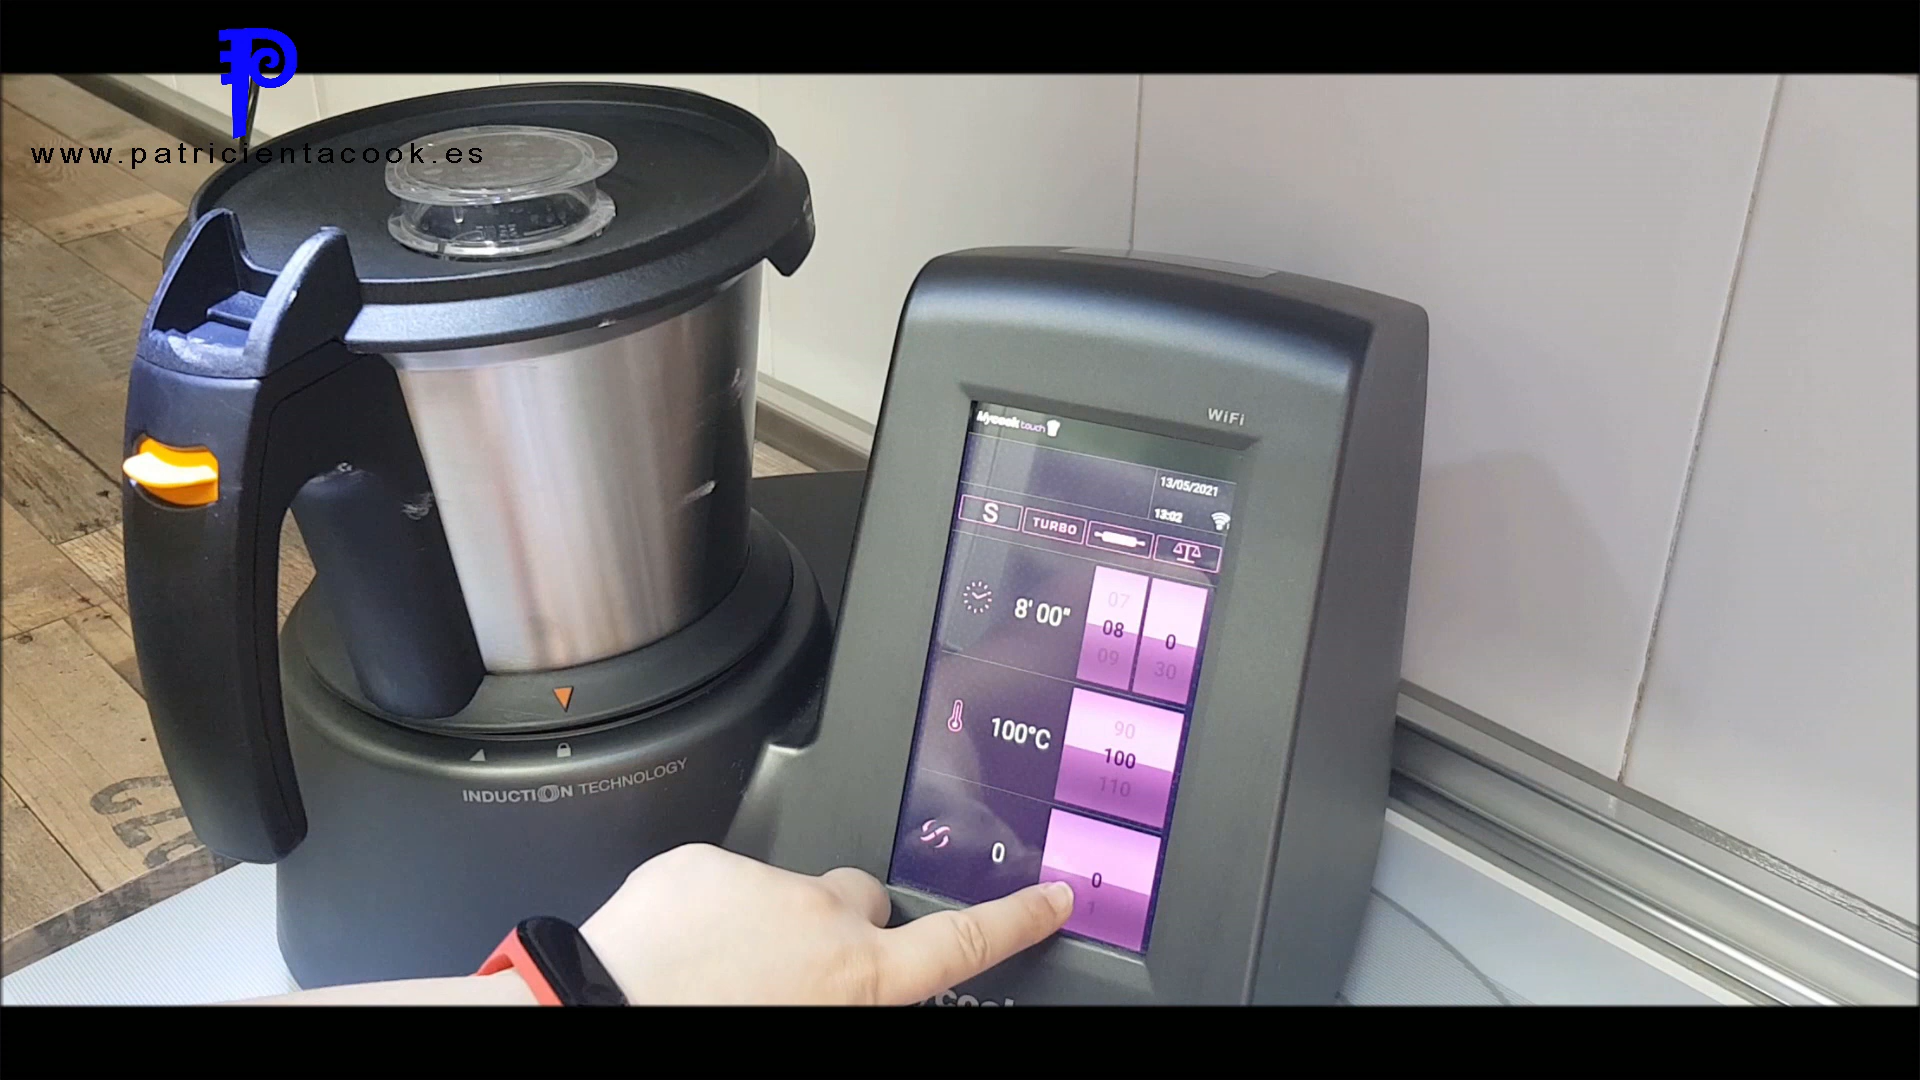 www.patricientacook.es
WiFi
Mycook touch
13/05/2021
13:02
S
TURBO
8' 00"
07
08
09
0
30
100°C
90
100
110
0
0
1
INDUCTION TECHNOLOGY